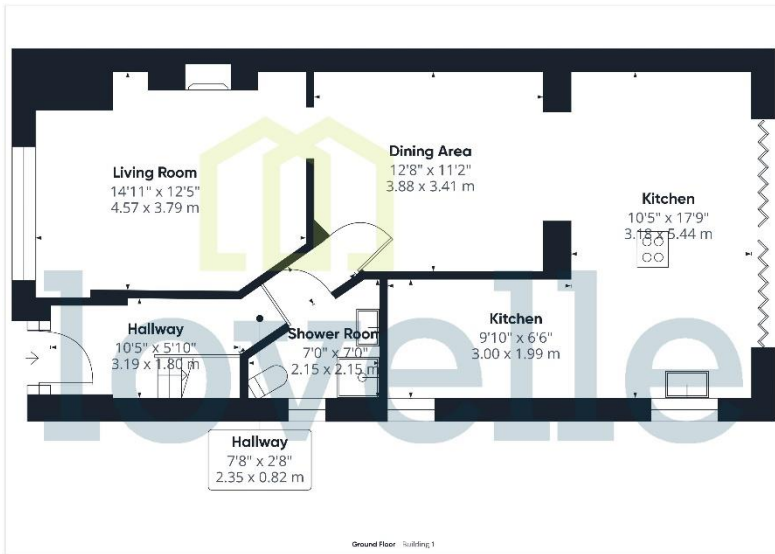 Living Room
14'11" x 12'5"
4.57 x 3.79 m
Dining Area
12'8" x 11'2"
3.88 x 3.41 m
Kitchen
10'5" x 17'9"
3.18 x 5.44 m
Hallway
10'5" x 5'10"
3.19 x 1.80 m
Shower Room
7'0" x 7'0"
2.15 x 2.15 m
Kitchen
9'10" x 6'6"
3.00 x 1.99 m
lovelle
Hallway
7'8" x 2'8"
2.35 x 0.82 m
Ground Floor Building 1